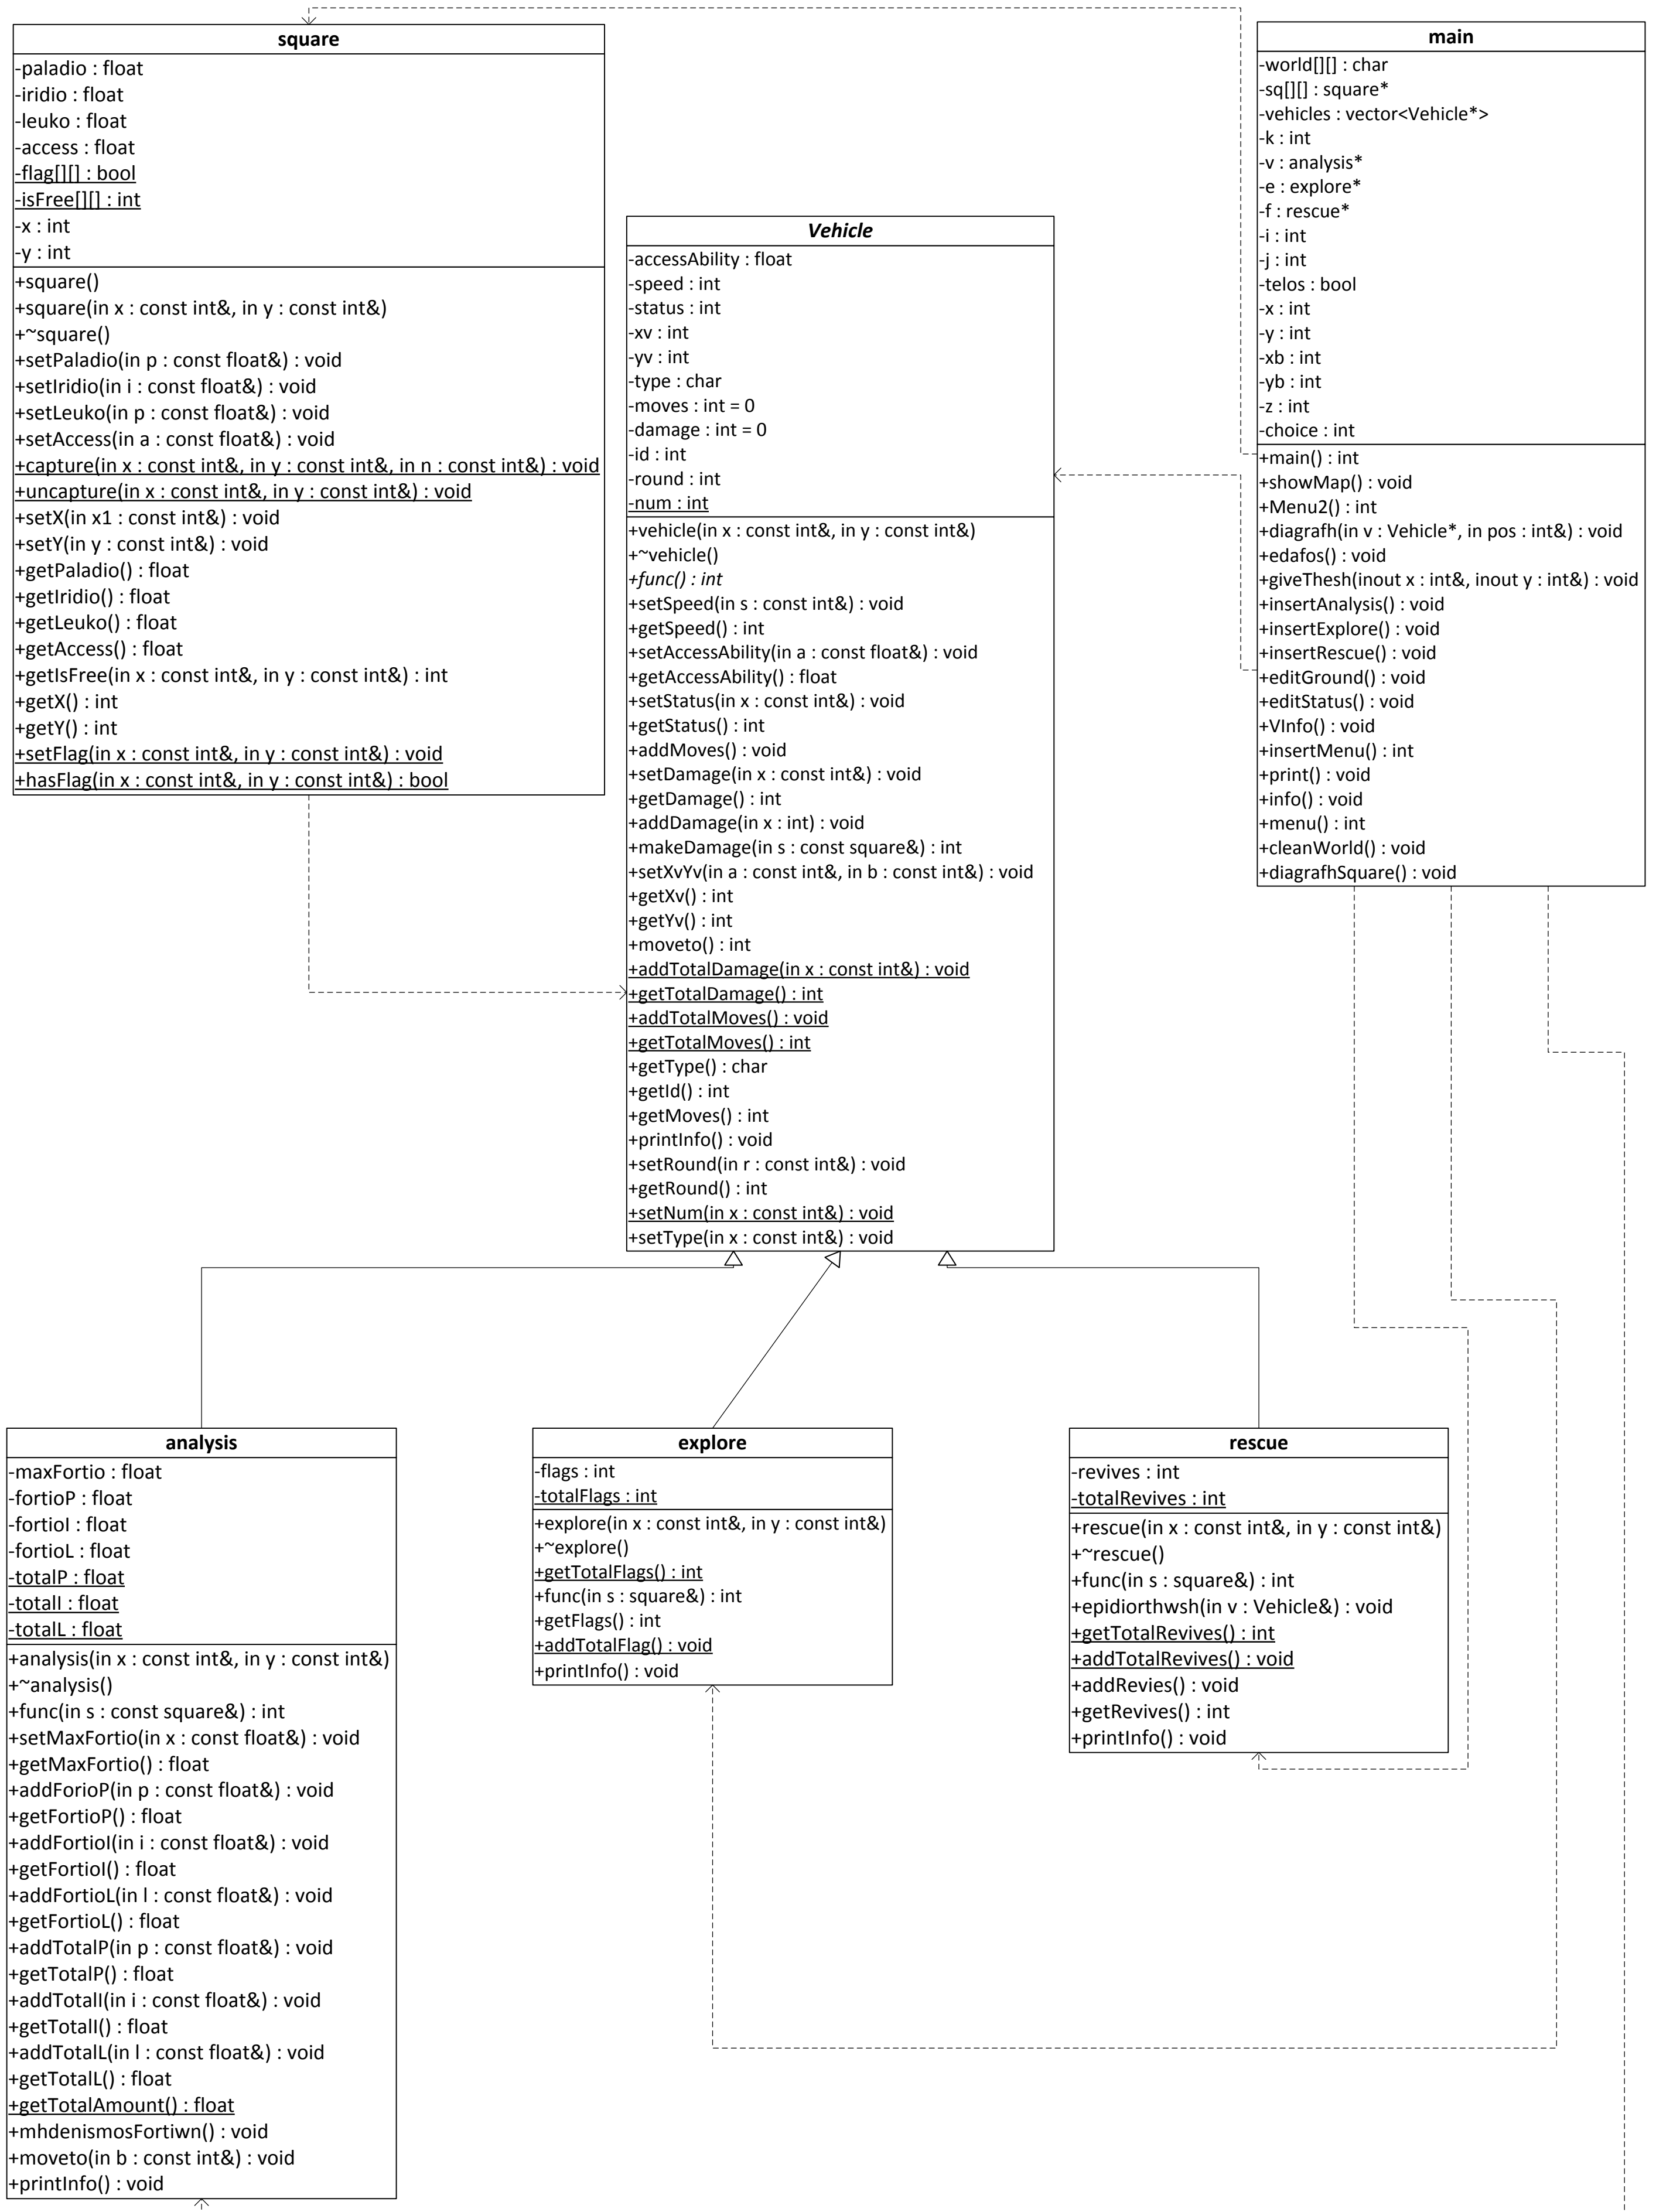 square
-paladio : float
-iridio : float
-leuko : float
-access : float
-flag[][] : bool
-isFree[][] : int
-x : int
-y : int
+square()
+square(in x : const int&, in y : const int&)
+~square()
+setPaladio(in p : const float&) : void
+setIridio(in i : const float&) : void
+setLeuko(in p : const float&) : void
+setAccess(in a : const float&) : void
+capture(in x : const int&, in y : const int&, in n : const int&) : void
+uncapture(in x : const int&, in y : const int&) : void
+setX(in x1 : const int&) : void
+setY(in y : const int&) : void
+getPaladio() : float
+getIridio() : float
+getLeuko() : float
+getAccess() : float
+getIsFree(in x : const int&, in y : const int&) : int
+getX() : int
+getY() : int
+setFlag(in x : const int&, in y : const int&) : void
+hasFlag(in x : const int&, in y : const int&) : bool
Vehicle
-accessAbility : float
-speed : int
-status : int
-xv : int
-yv : int
-type : char
-moves : int = 0
-damage : int = 0
-id : int
-round : int
-num : int
+vehicle(in x : const int&, in y : const int&)
+~vehicle()
+func() : int
+setSpeed(in s : const int&) : void
+getSpeed() : int
+setAccessAbility(in a : const float&) : void
+getAccessAbility() : float
+setStatus(in x : const int&) : void
+getStatus() : int
+addMoves() : void
+setDamage(in x : const int&) : void
+getDamage() : int
+addDamage(in x : int) : void
+makeDamage(in s : const square&) : int
+setXvYv(in a : const int&, in b : const int&) : void
+getXv() : int
+getYv() : int
+moveto() : int
+addTotalDamage(in x : const int&) : void
+getTotalDamage() : int
+addTotalMoves() : void
+getTotalMoves() : int
+getType() : char
+getId() : int
+getMoves() : int
+printInfo() : void
+setRound(in r : const int&) : void
+getRound() : int
+setNum(in x : const int&) : void
+setType(in x : const int&) : void
main
-world[][] : char
-sq[][] : square*
-vehicles : vector<Vehicle*>
-k : int
-v : analysis*
-e : explore*
-f : rescue*
-i : int
-j : int
-telos : bool
-x : int
-y : int
-xb : int
-yb : int
-z : int
-choice : int
+main() : int
+showMap() : void
+Menu2() : int
+diagrafh(in v : Vehicle*, in pos : int&) : void
+edafos() : void
+giveThesh(inout x : int&, inout y : int&) : void
+insertAnalysis() : void
+insertExplore() : void
+insertRescue() : void
+editGround() : void
+editStatus() : void
+VInfo() : void
+insertMenu() : int
+print() : void
+info() : void
+menu() : int
+cleanWorld() : void
+diagrafhSquare() : void
analysis
-maxFortio : float
-fortioP : float
-fortioI : float
-fortioL : float
-totalP : float
-totalI : float
-totalL : float
+analysis(in x : const int&, in y : const int&)
+~analysis()
+func(in s : const square&) : int
+setMaxFortio(in x : const float&) : void
+getMaxFortio() : float
+addForioP(in p : const float&) : void
+getFortioP() : float
+addFortioI(in i : const float&) : void
+getFortioI() : float
+addFortioL(in l : const float&) : void
+getFortioL() : float
+addTotalP(in p : const float&) : void
+getTotalP() : float
+addTotalI(in i : const float&) : void
+getTotalI() : float
+addTotalL(in l : const float&) : void
+getTotalL() : float
+getTotalAmount() : float
+mhdenismosFortiwn() : void
+moveto(in b : const int&) : void
+printInfo() : void
explore
-flags : int
-totalFlags : int
+explore(in x : const int&, in y : const int&)
+~explore()
+getTotalFlags() : int
+func(in s : square&) : int
+getFlags() : int
+addTotalFlag() : void
+printInfo() : void
rescue
-revives : int
-totalRevives : int
+rescue(in x : const int&, in y : const int&)
+~rescue()
+func(in s : square&) : int
+epidiorthwsh(in v : Vehicle&) : void
+getTotalRevives() : int
+addTotalRevives() : void
+addRevies() : void
+getRevives() : int
+printInfo() : void